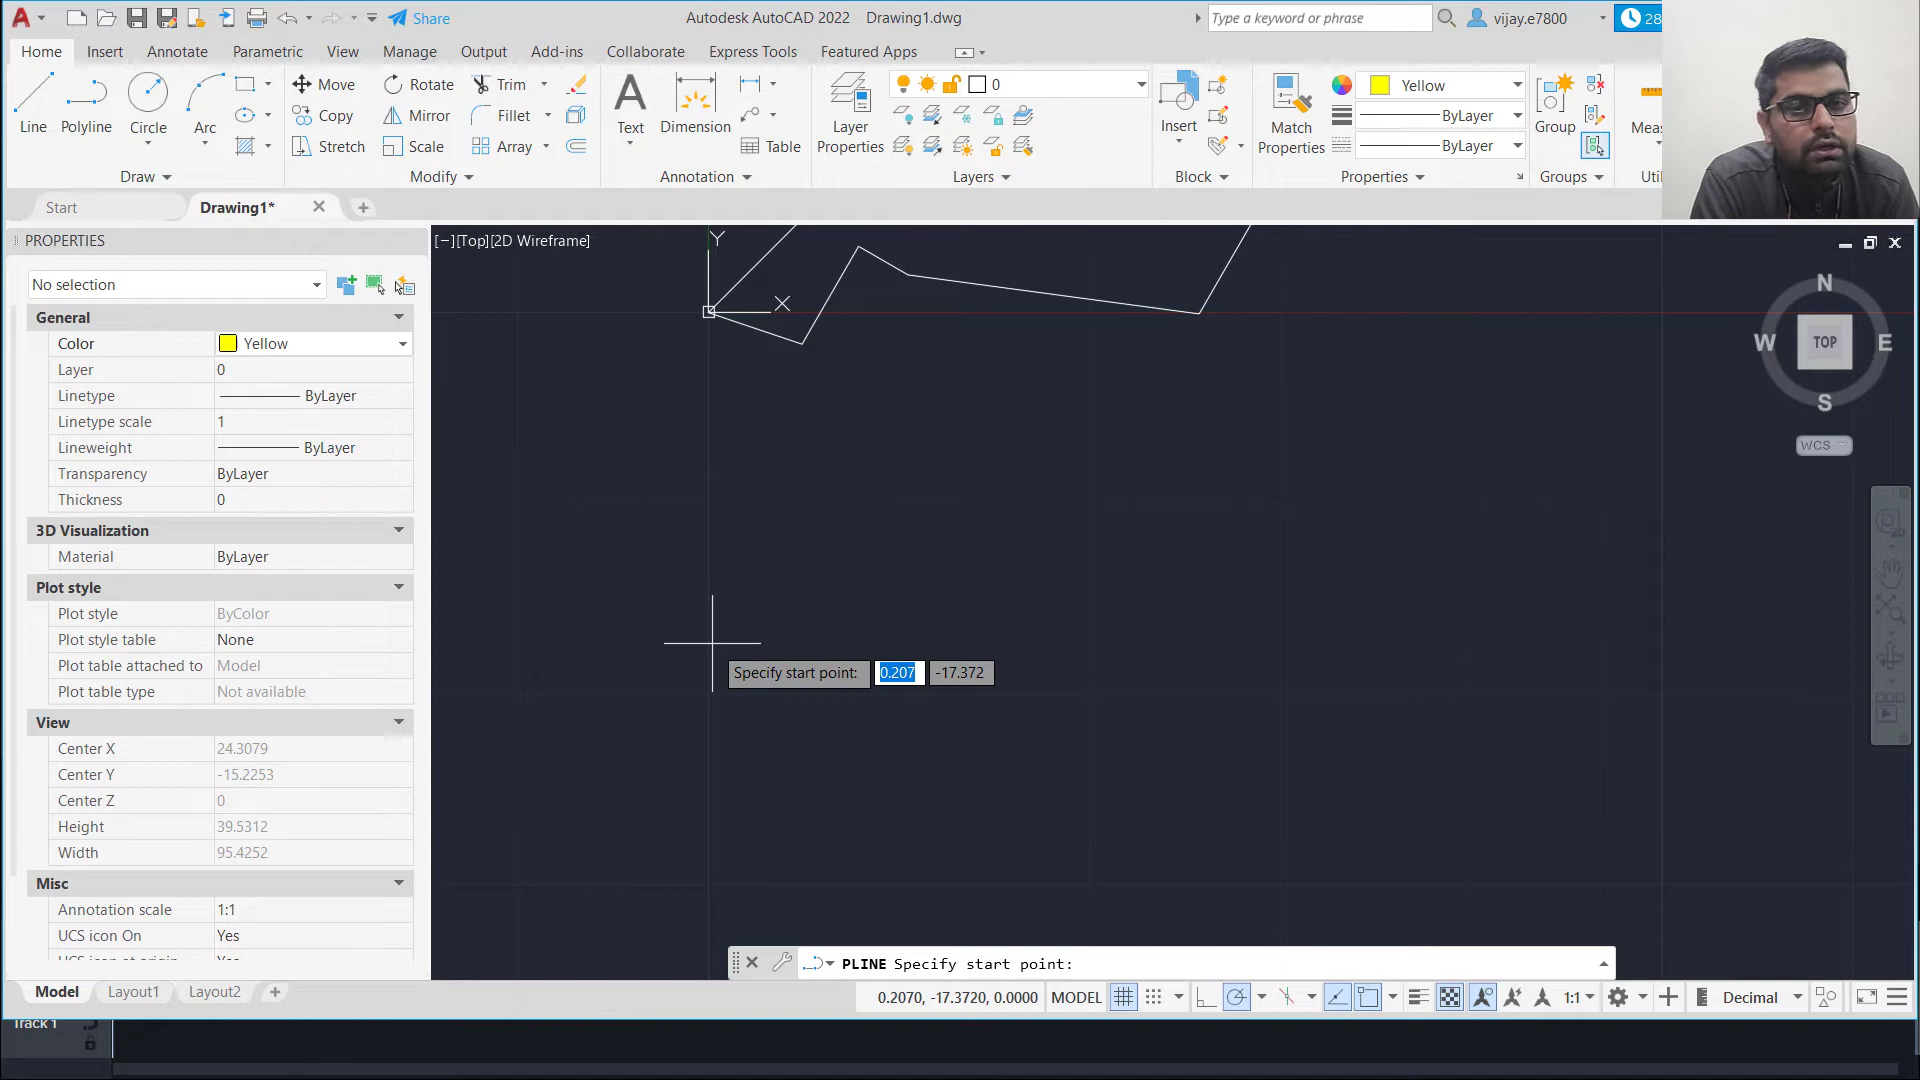 Share
Autodesk AutoCAD 2022 Drawing1.dwg
Type a keyword or phrase
vijay.e7800
28
Home Insert Annotate Parametric View Manage Output Add-ins Collaborate Express Tools Featured Apps
Line Polyline Circle Arc
Move Rotate Trim
Copy Mirror Fillet
Stretch Scale Array
A Text Dimension Table
Layer Properties
0
Insert
Match Properties
Yellow
ByLayer
ByLayer
Group
Meas
Draw Modify Annotation Layers Block Properties Groups Util
Start Drawing1*
PROPERTIES
[−][Top][2D Wireframe]
No selection
General
Color Yellow
Layer 0
Linetype ByLayer
Linetype scale 1
Lineweight ByLayer
Transparency ByLayer
Thickness 0
3D Visualization
Material ByLayer
Plot style
Plot style ByColor
Plot style table None
Plot table attached to Model
Plot table type Not available
View
Center X 24.3079
Center Y -15.2253
Center Z 0
Height 39.5312
Width 95.4252
Misc
Annotation scale 1:1
UCS icon On Yes
Y
X
N
W TOP E
S
WCS
Specify start point: 0.207 -17.372
PLINE Specify start point:
Model Layout1 Layout2
0.2070, -17.3720, 0.0000 MODEL 1:1 Decimal
Track 1